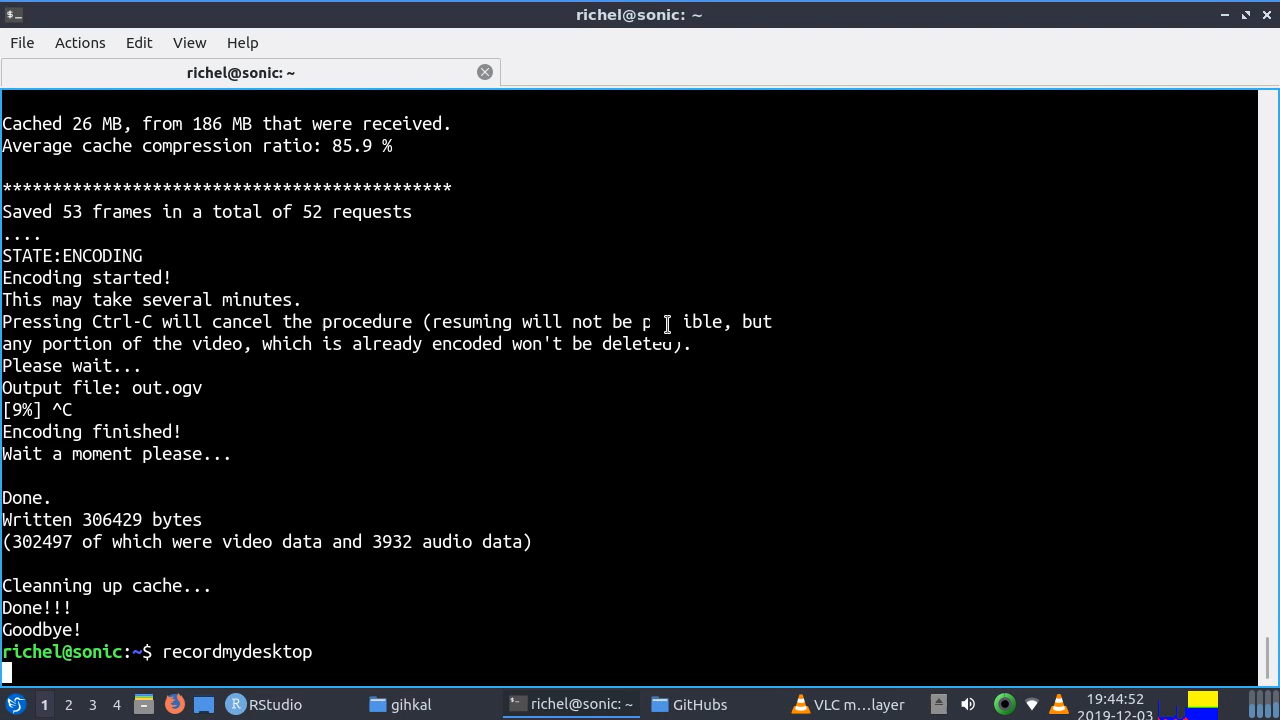 richel@sonic: ~
File Actions Edit View Help
richel@sonic: ~
Cached 26 MB, from 186 MB that were received.
Average cache compression ratio: 85.9 %
*********************************************
Saved 53 frames in a total of 52 requests
....
STATE:ENCODING
Encoding started!
This may take several minutes.
Pressing Ctrl-C will cancel the procedure (resuming will not be p ible, but
any portion of the video, which is already encoded won't be deleted).
Please wait...
Output file: out.ogv
[9%] ^C
Encoding finished!
Wait a moment please...
Done.
Written 306429 bytes
(302497 of which were video data and 3932 audio data)
Cleanning up cache...
Done!!!
Goodbye!
richel@sonic:~$ recordmydesktop
1 2 3 4 RStudio gihkal richel@sonic: ~ GitHubs VLC m...layer 19:44:52
2019-12-03